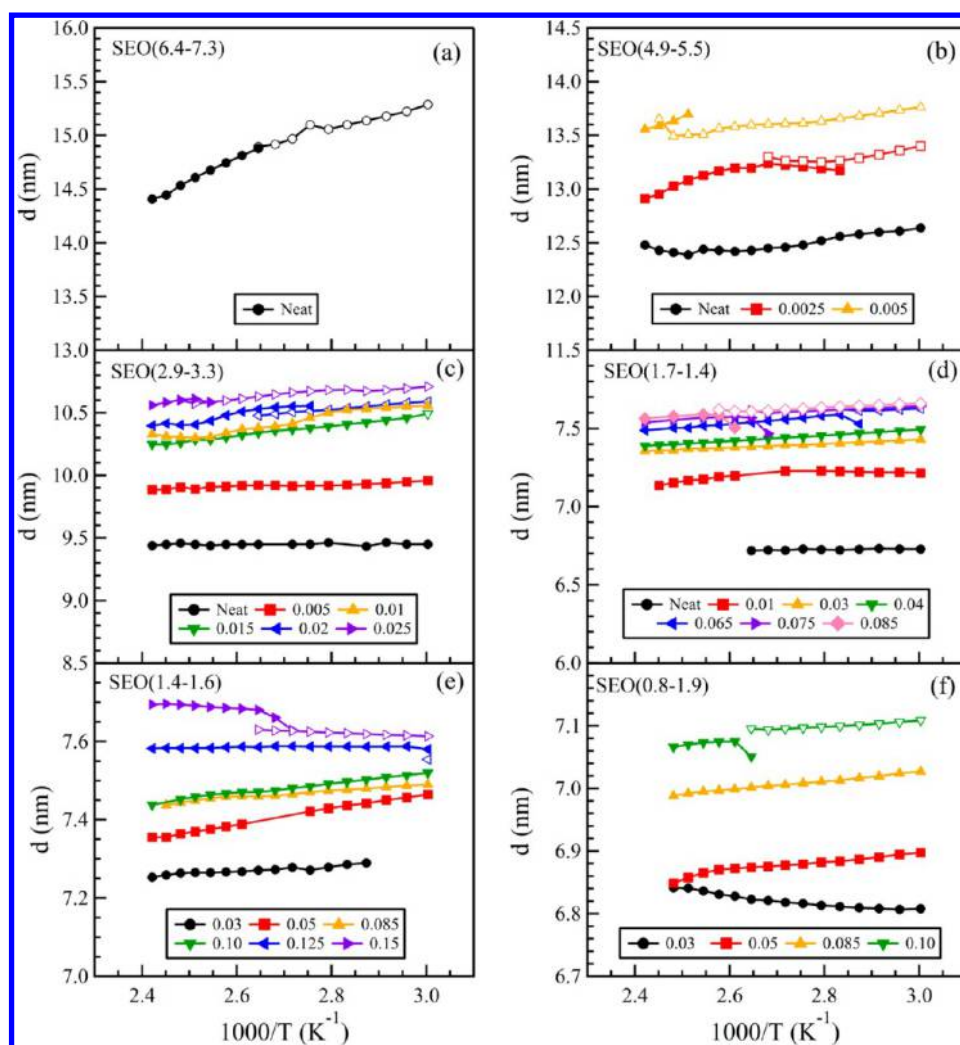 SEO(6.4-7.3) (a)
d (nm)
16.0
15.5
15.0
14.5
14.0
13.5
13.0
Neat
SEO(4.9-5.5) (b)
d (nm)
14.0
13.5
13.0
12.5
12.0
11.5
Neat 0.0025 0.005
SEO(2.9-3.3) (c)
d (nm)
10.5
10.0
9.5
9.0
8.5
Neat 0.005 0.01
0.015 0.02 0.025
SEO(1.7-1.4) (d)
d (nm)
7.5
7.0
6.5
6.0
Neat 0.01 0.03 0.04
0.065 0.075 0.085
SEO(1.4-1.6) (e)
d (nm)
7.6
7.4
7.2
7.0
0.03 0.05 0.085
0.10 0.125 0.15
2.4 2.6 2.8 3.0
1000/T (K-1)
SEO(0.8-1.9) (f)
d (nm)
7.1
7.0
6.9
6.8
6.7
0.03 0.05 0.085 0.10
2.4 2.6 2.8 3.0
1000/T (K-1)